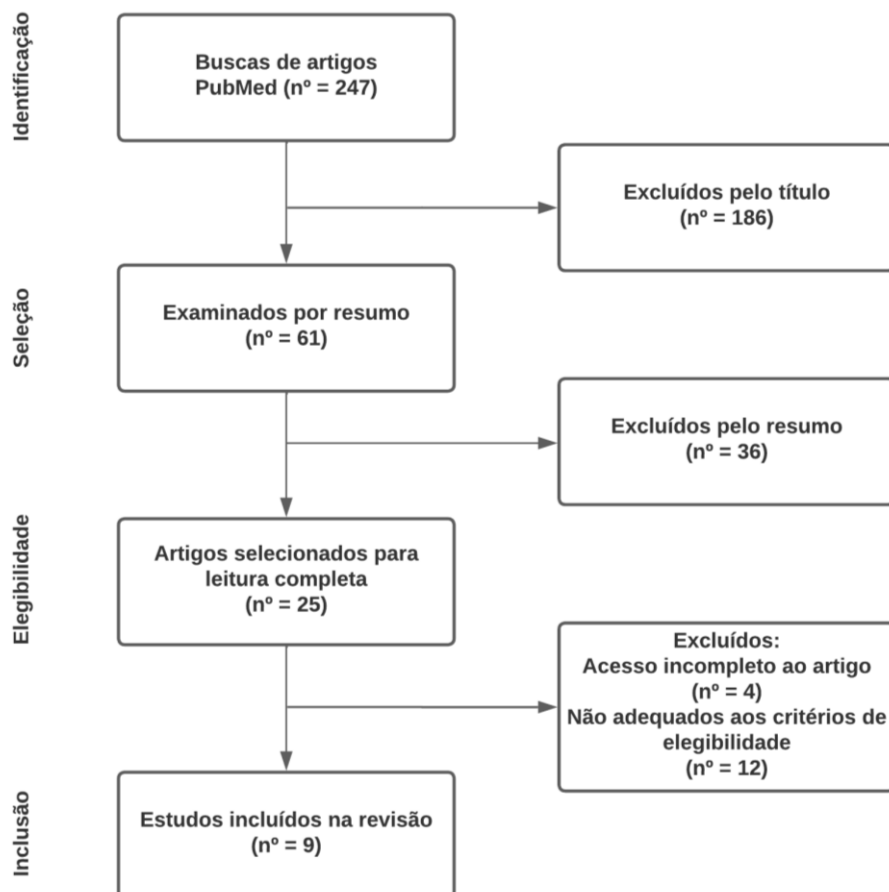 Identificação
Buscas de artigos
PubMed (nº = 247)
Excluídos pelo título
(nº = 186)
Seleção
Examinados por resumo
(nº = 61)
Excluídos pelo resumo
(nº = 36)
Elegibilidade
Artigos selecionados para
leitura completa
(nº = 25)
Excluídos:
Acesso incompleto ao artigo
(nº = 4)
Não adequados aos critérios de
elegibilidade
(nº = 12)
Inclusão
Estudos incluídos na revisão
(nº = 9)